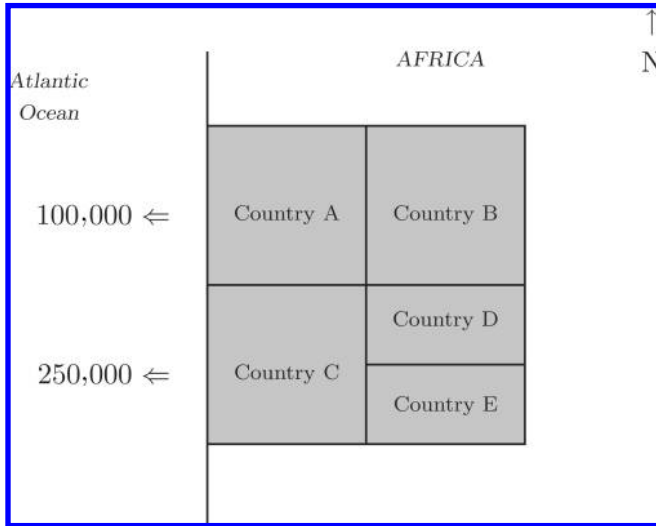 ↑
N
AFRICA
Atlantic
Ocean
100,000 ⇐
Country A
Country B
Country D
250,000 ⇐
Country C
Country E